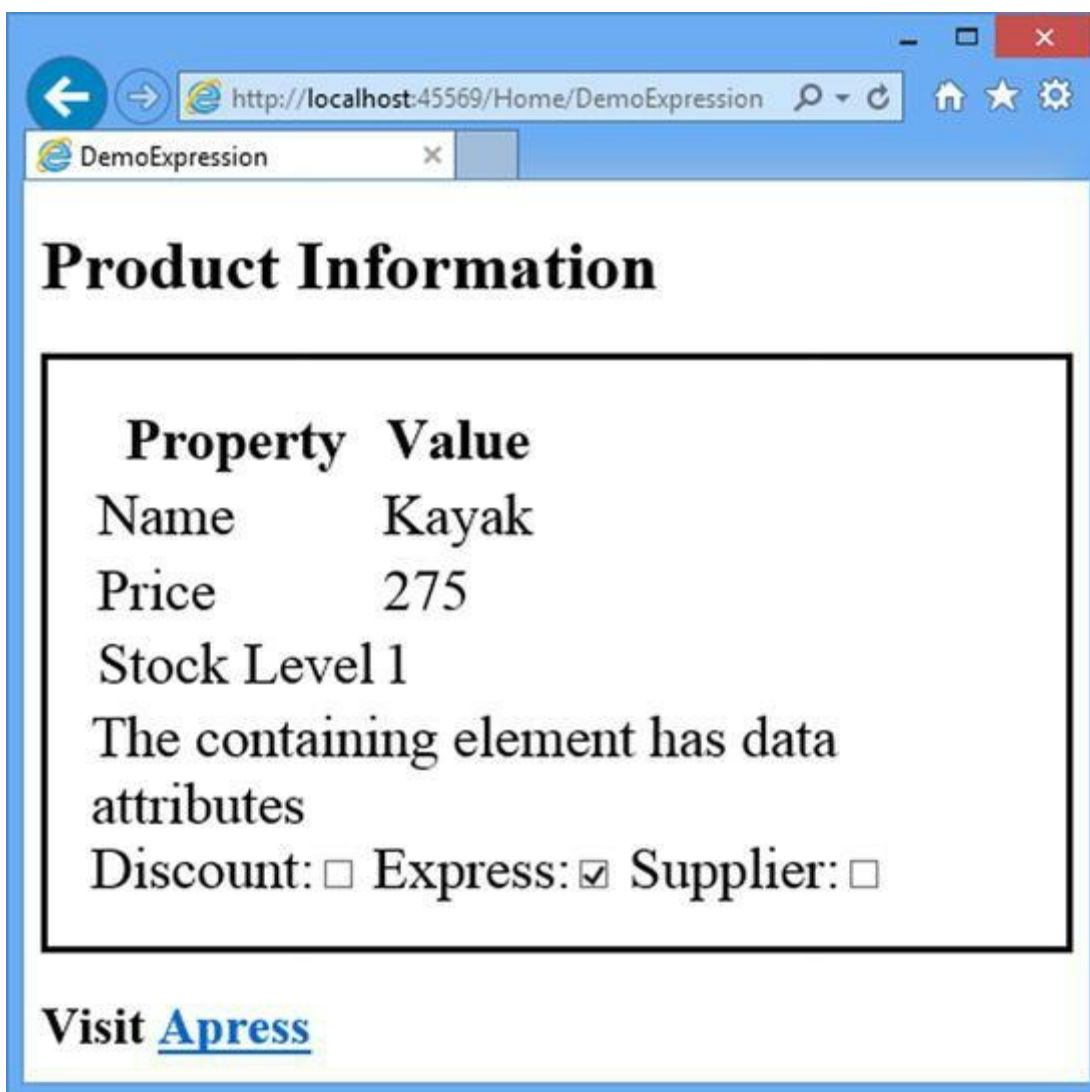 http://localhost:45569/Home/DemoExpression
DemoExpression
Product Information
Property Value
Name Kayak
Price 275
Stock Level 1
The containing element has data
attributes
Discount: Express: Supplier:
Visit Apress